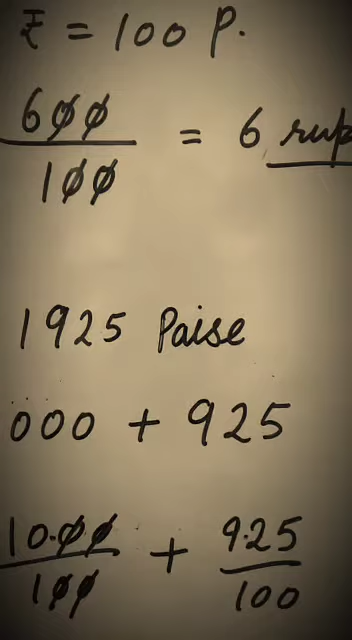 ₹ = 100 P.
600
100
= 6 rup
1925 Paise
000 + 925
10.00
100
+
9.25
100